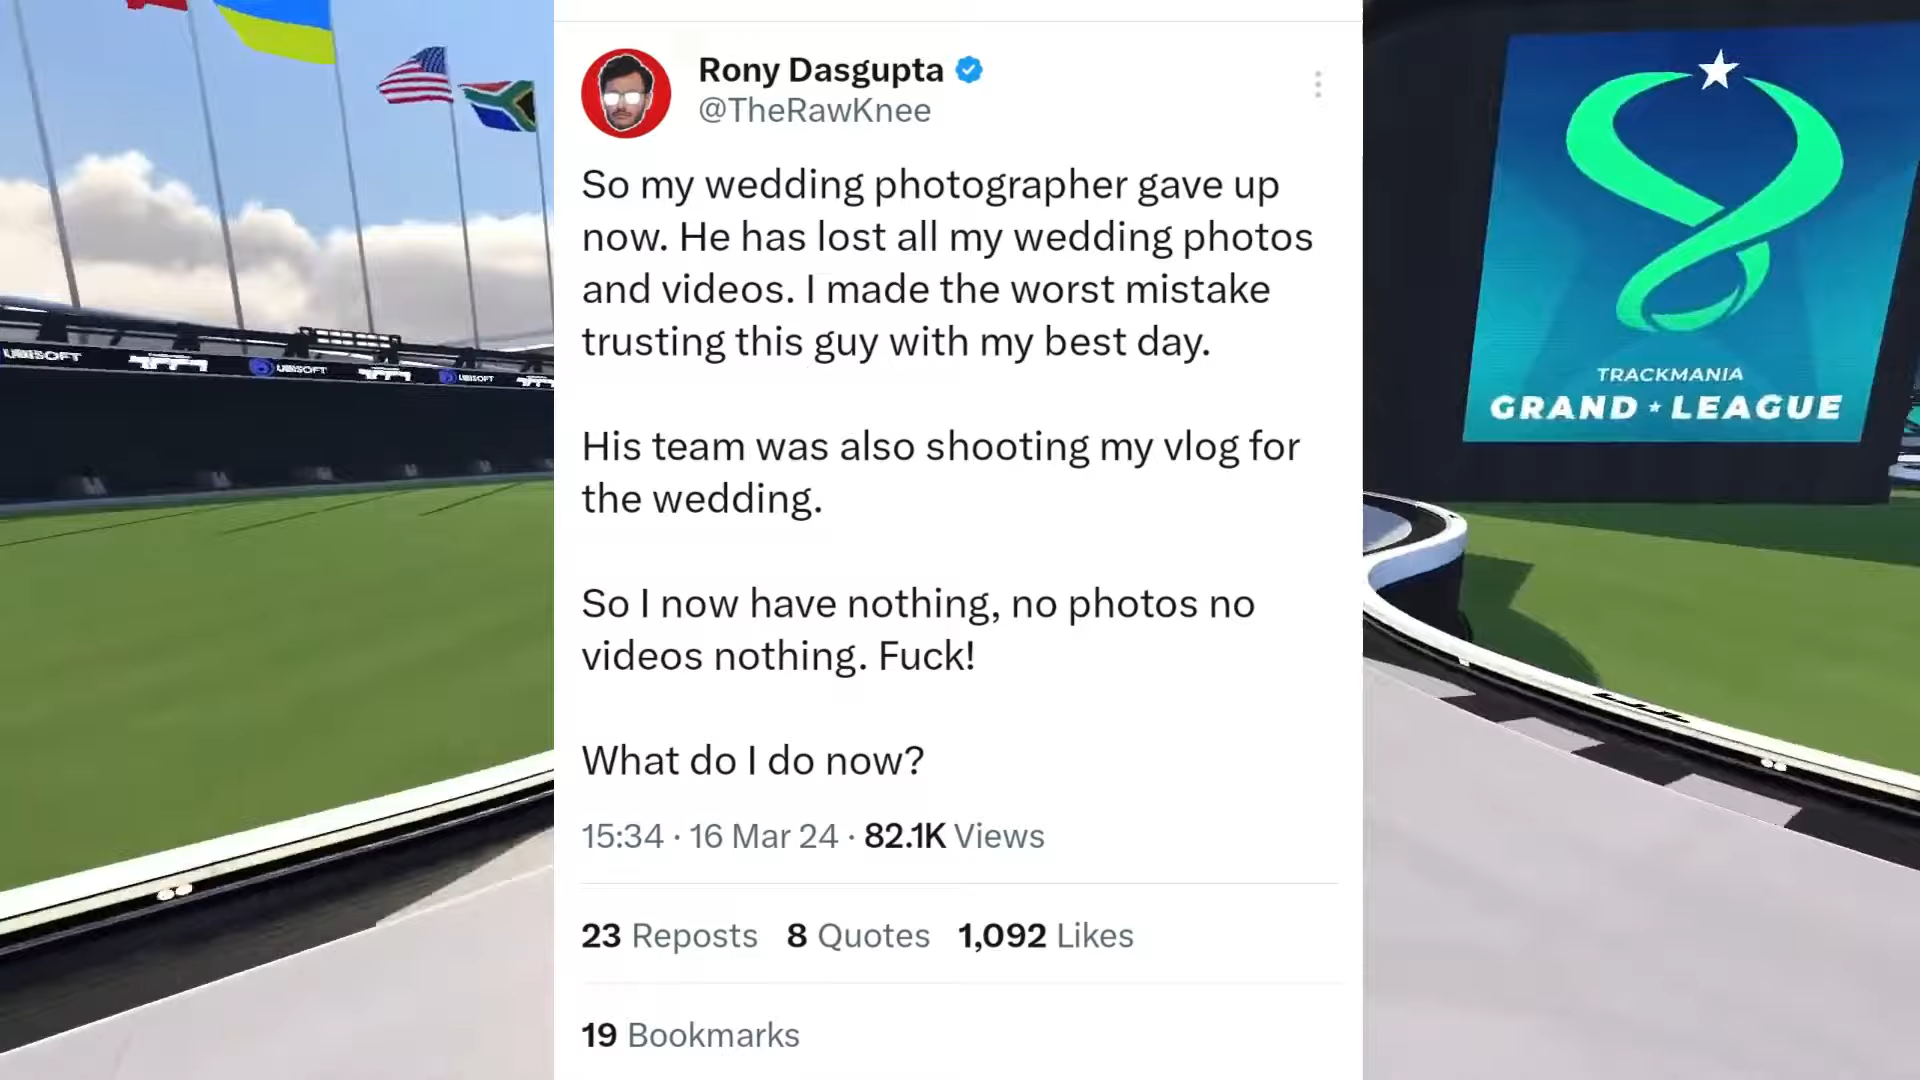 Rony Dasgupta
@TheRawKnee
So my wedding photographer gave up
now. He has lost all my wedding photos
and videos. I made the worst mistake
trusting this guy with my best day.
His team was also shooting my vlog for
the wedding.
So I now have nothing, no photos no
videos nothing. Fuck!
What do I do now?
15:34 · 16 Mar 24 · 82.1K Views
23 Reposts 8 Quotes 1,092 Likes
19 Bookmarks
UBISOFT
UBISOFT
UBISOFT
TRACKMANIA
GRAND ★ LEAGUE